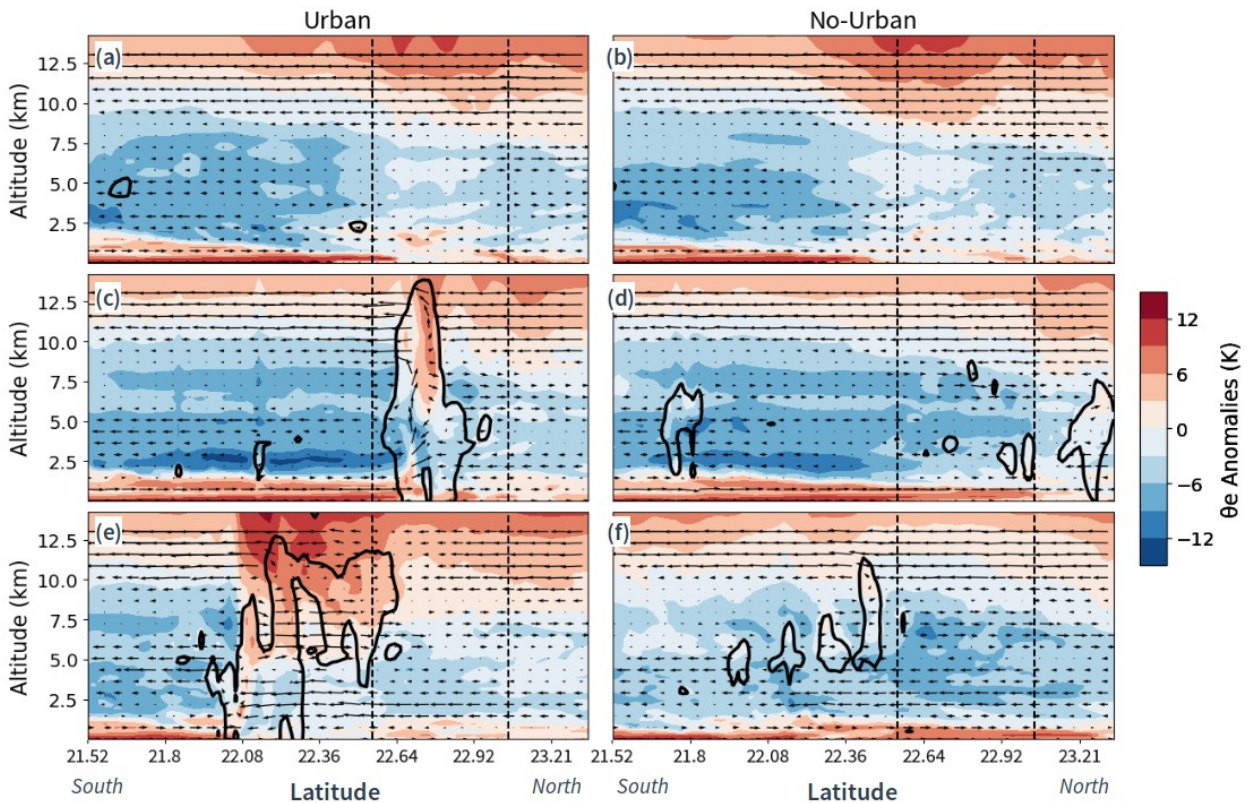 Urban No-Urban
(a) (b)
12.5
10.0
7.5
5.0
2.5
Altitude (km)
(c) (d)
12.5
10.0
7.5
5.0
2.5
Altitude (km)
(e) (f)
12.5
10.0
7.5
5.0
2.5
Altitude (km)
21.52 21.8 22.08 22.36 22.64 22.92 21.52 21.8 22.08 22.36 22.64 22.92 23.21
South Latitude North South Latitude North
12
6
0
−6
−12
θe Anomalies (K)